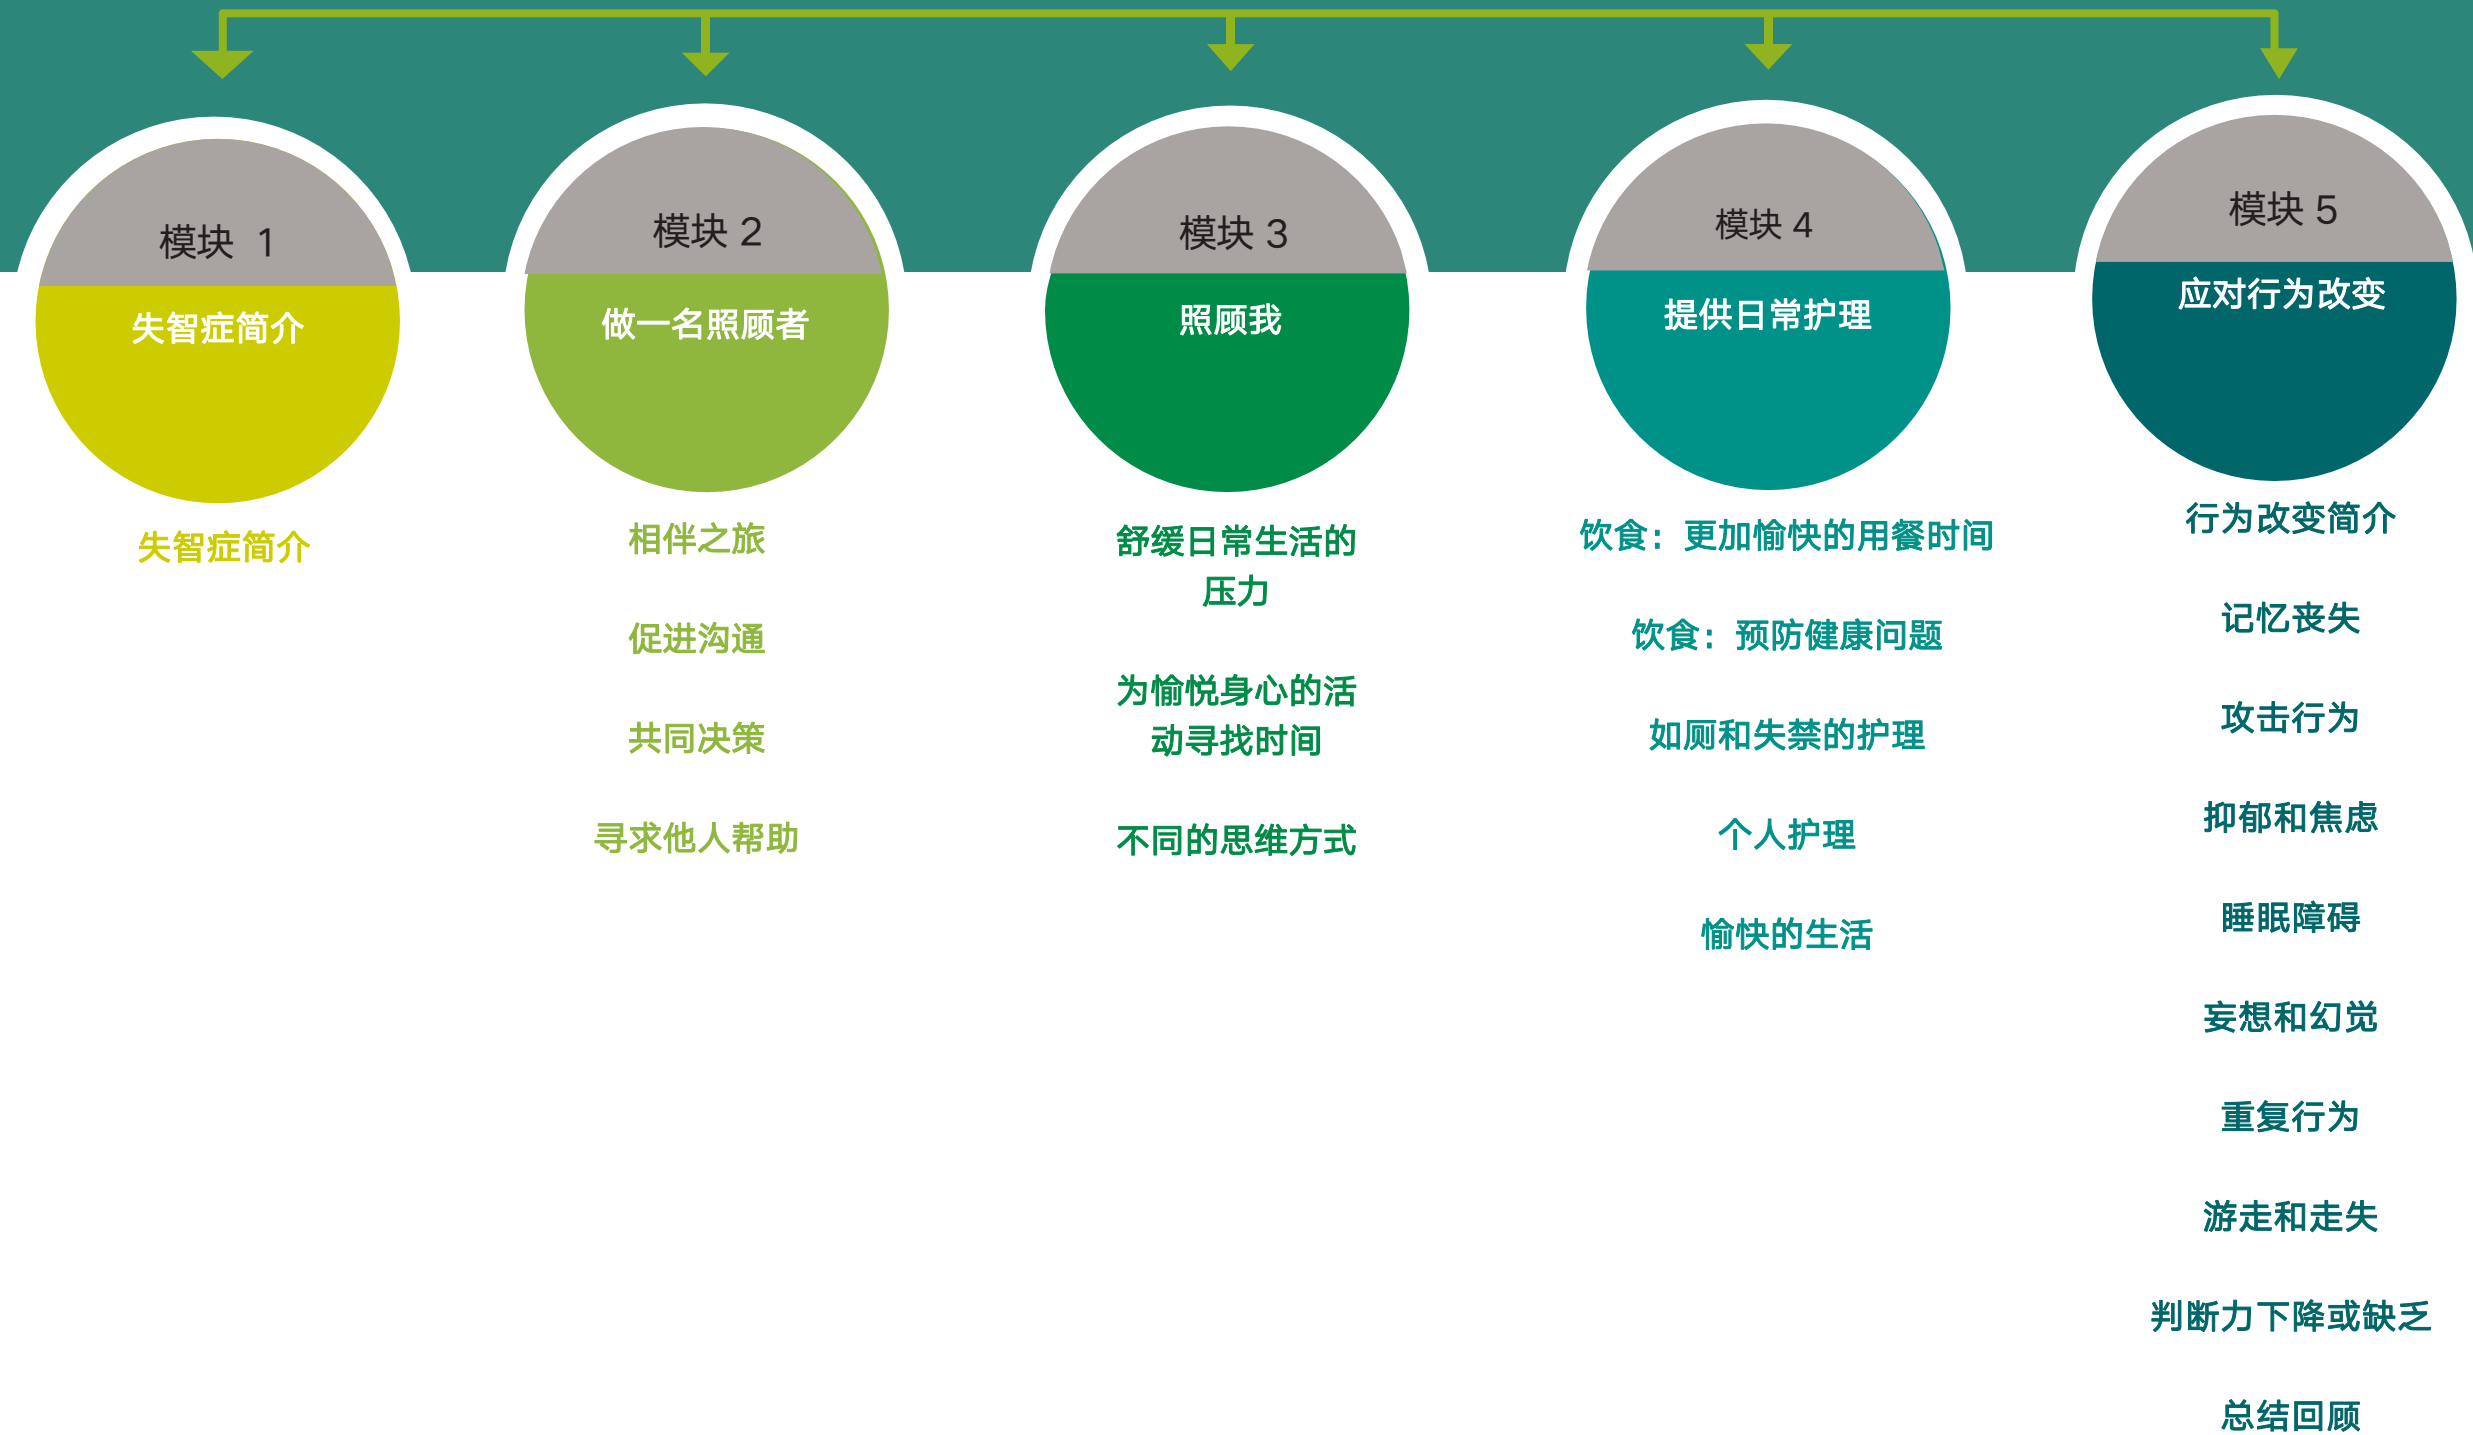 模块 1
失智症简介
失智症简介
模块 2
做一名照顾者
相伴之旅
促进沟通
共同决策
寻求他人帮助
模块 3
照顾我
舒缓日常生活的
压力
为愉悦身心的活
动寻找时间
不同的思维方式
模块 4
提供日常护理
饮食：更加愉快的用餐时间
饮食：预防健康问题
如厕和失禁的护理
个人护理
愉快的生活
模块 5
应对行为改变
行为改变简介
记忆丧失
攻击行为
抑郁和焦虑
睡眠障碍
妄想和幻觉
重复行为
游走和走失
判断力下降或缺乏
总结回顾